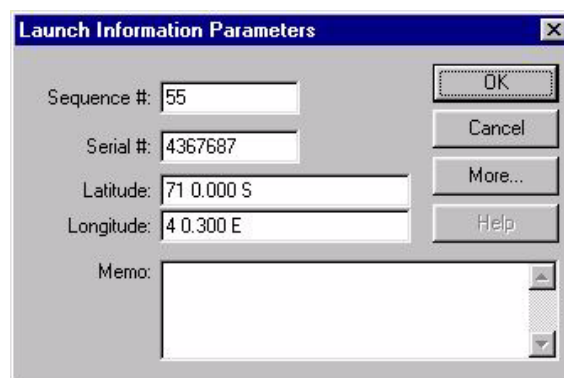 Launch Information Parameters
Sequence #: 55
OK
Serial #: 4367687
Cancel
Latitude: 71 0.000 S
More...
Longitude: 4 0.300 E
Help
Memo: